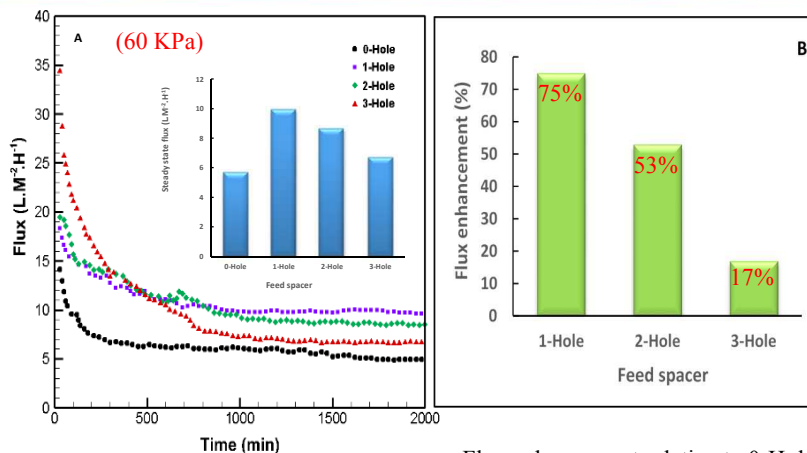 A
(60 KPa)
0-Hole
1-Hole
2-Hole
3-Hole
Flux (L.M⁻².H⁻¹)
40
35
30
25
20
15
10
5
0
0
500
1000
1500
2000
Time (min)
Steady state flux (L.M⁻².H⁻¹)
12
10
8
6
4
2
0
0-Hole
1-Hole
2-Hole
3-Hole
Feed spacer
B
Flux enhancement (%)
80
70
60
50
40
30
20
10
0
75%
53%
17%
1-Hole
2-Hole
3-Hole
Feed spacer